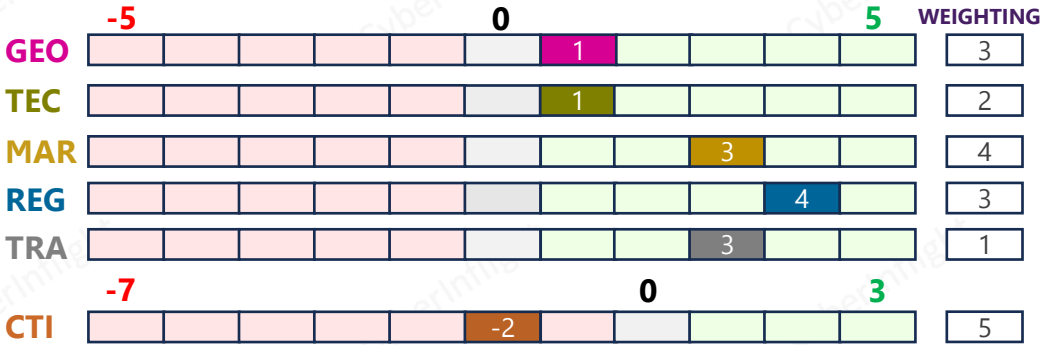 -5 0 5 WEIGHTING
GEO 1 3
TEC 1 2
MAR 3 4
REG 4 3
TRA 3 1
-7 0 3
CTI -2 5